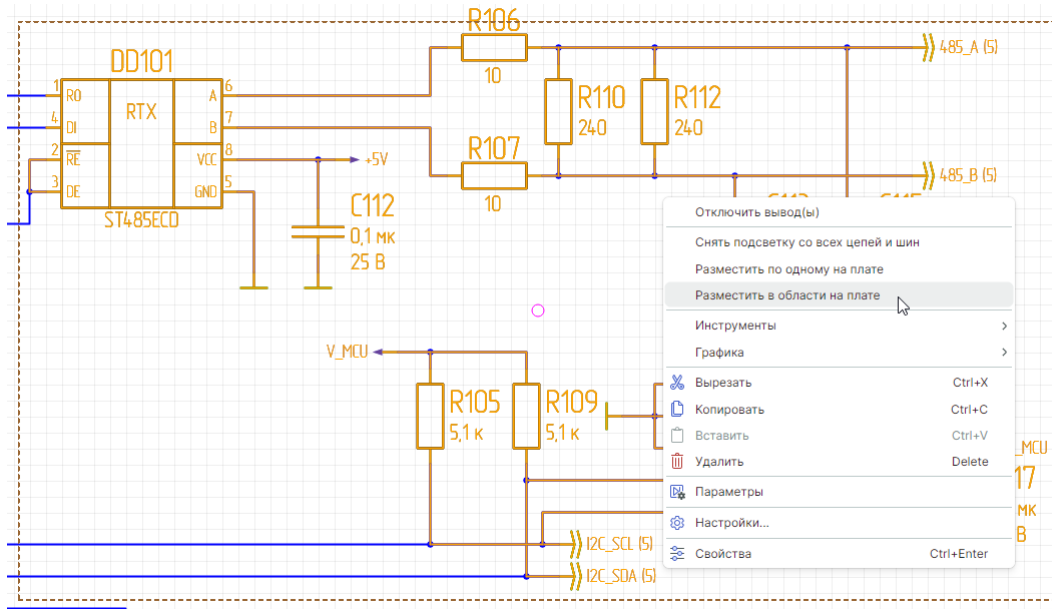 R106
10
485_A (5)
DD101
1
RO
4
DI
2
RE
3
DE
RTX
A
6
B
7
VCC
8
GND
5
ST485ECD
+5V
C112
0,1 мк
25 В
R110
240
R112
240
R107
10
485_B (5)
V_MCU
R105
5,1 к
R109
5,1 к
I2C_SCL (5)
I2C_SDA (5)
Отключить вывод(ы)
Снять подсветку со всех цепей и шин
Разместить по одному на плате
Разместить в области на плате
Инструменты
Графика
Вырезать Ctrl+X
Копировать Ctrl+C
Вставить Ctrl+V
Удалить Delete
Параметры
Настройки...
Свойства Ctrl+Enter
_MCU
17
мк
В